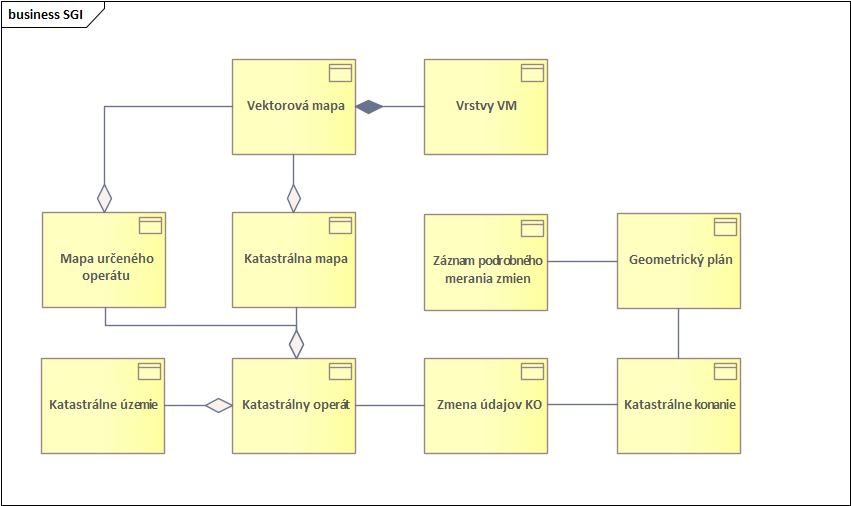 business SGI
Vektorová mapa
Vrstvy VM
Mapa určeného
operátu
Katastrálna mapa
Záznam podrobného
merania zmien
Geometrický plán
Katastrálne územie
Katastrálny operát
Zmena údajov KO
Katastrálne konanie